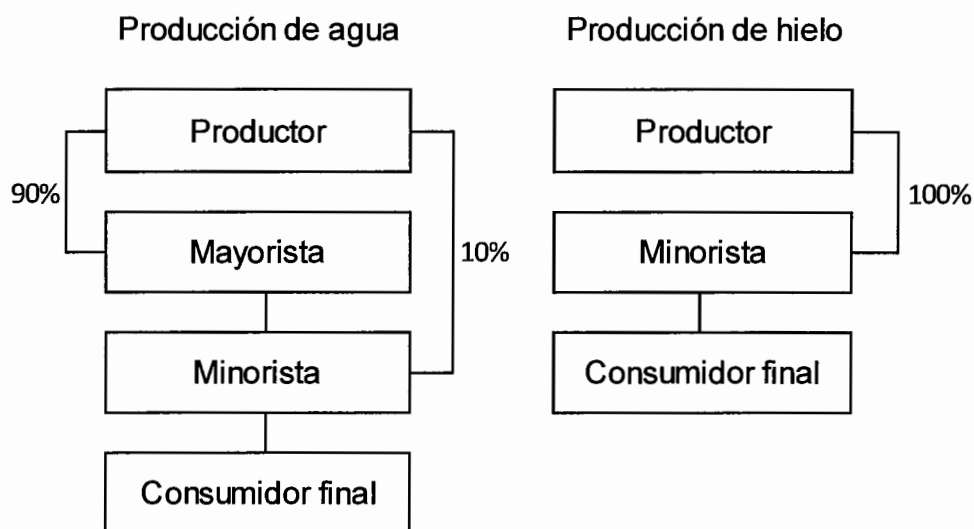 Producción de agua
Productor
90%
Mayorista
10%
Minorista
Consumidor final
Producción de hielo
Productor
100%
Minorista
Consumidor final